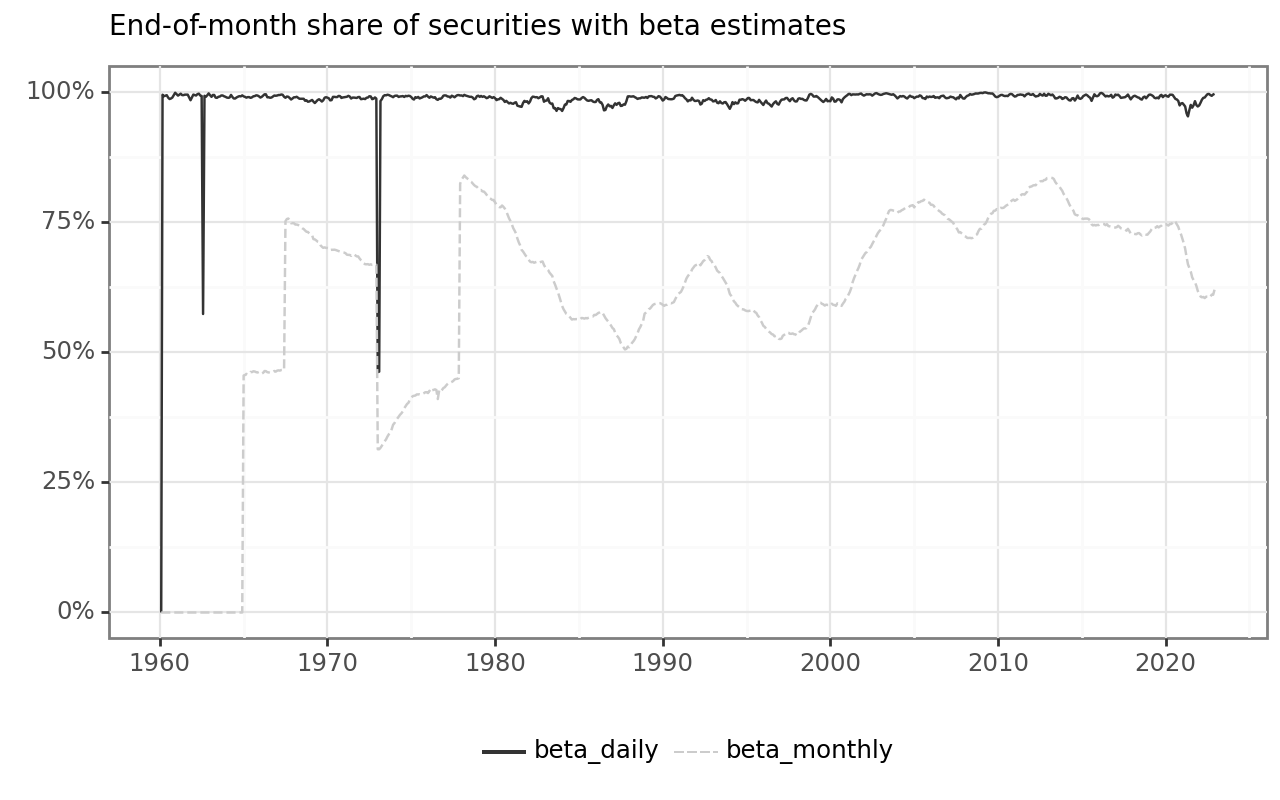 End-of-month share of securities with beta estimates
100%
75%
50%
25%
0%
1960 1970 1980 1990 2000 2010 2020
beta_daily beta_monthly